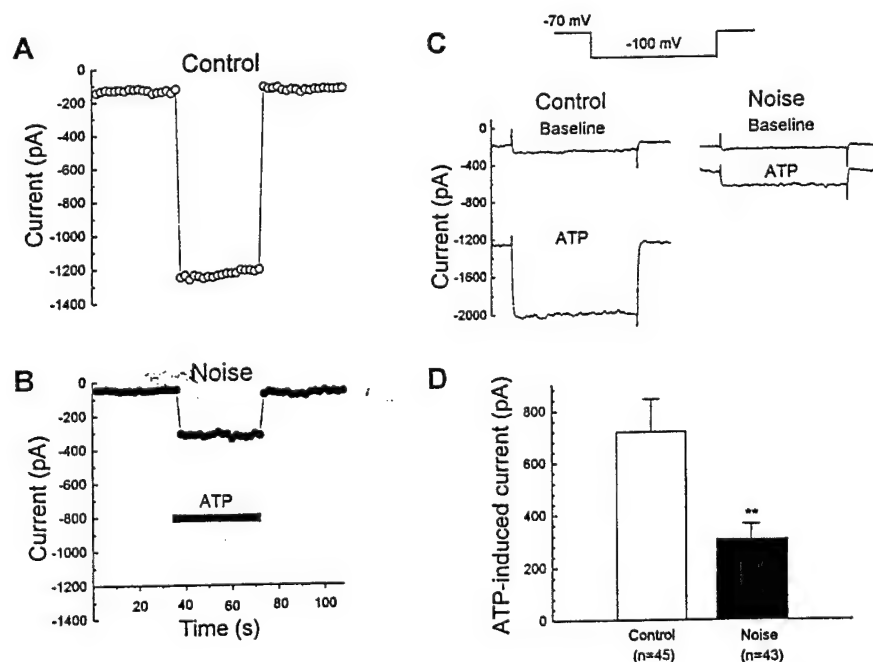 A
Control
0
-200
-400
-600
-800
-1000
-1200
-1400
Current (pA)
B
Noise
0
-200
-400
-600
-800
-1000
-1200
-1400
Current (pA)
ATP
0 20 40 60 80 100
Time (s)
C
-70 mV
-100 mV
Control
Noise
Baseline
Baseline
ATP
ATP
0
-400
-800
-1200
-1600
-2000
Current (pA)
D
800
600
400
200
0
ATP-induced current (pA)
**
Control
(n=45)
Noise
(n=43)